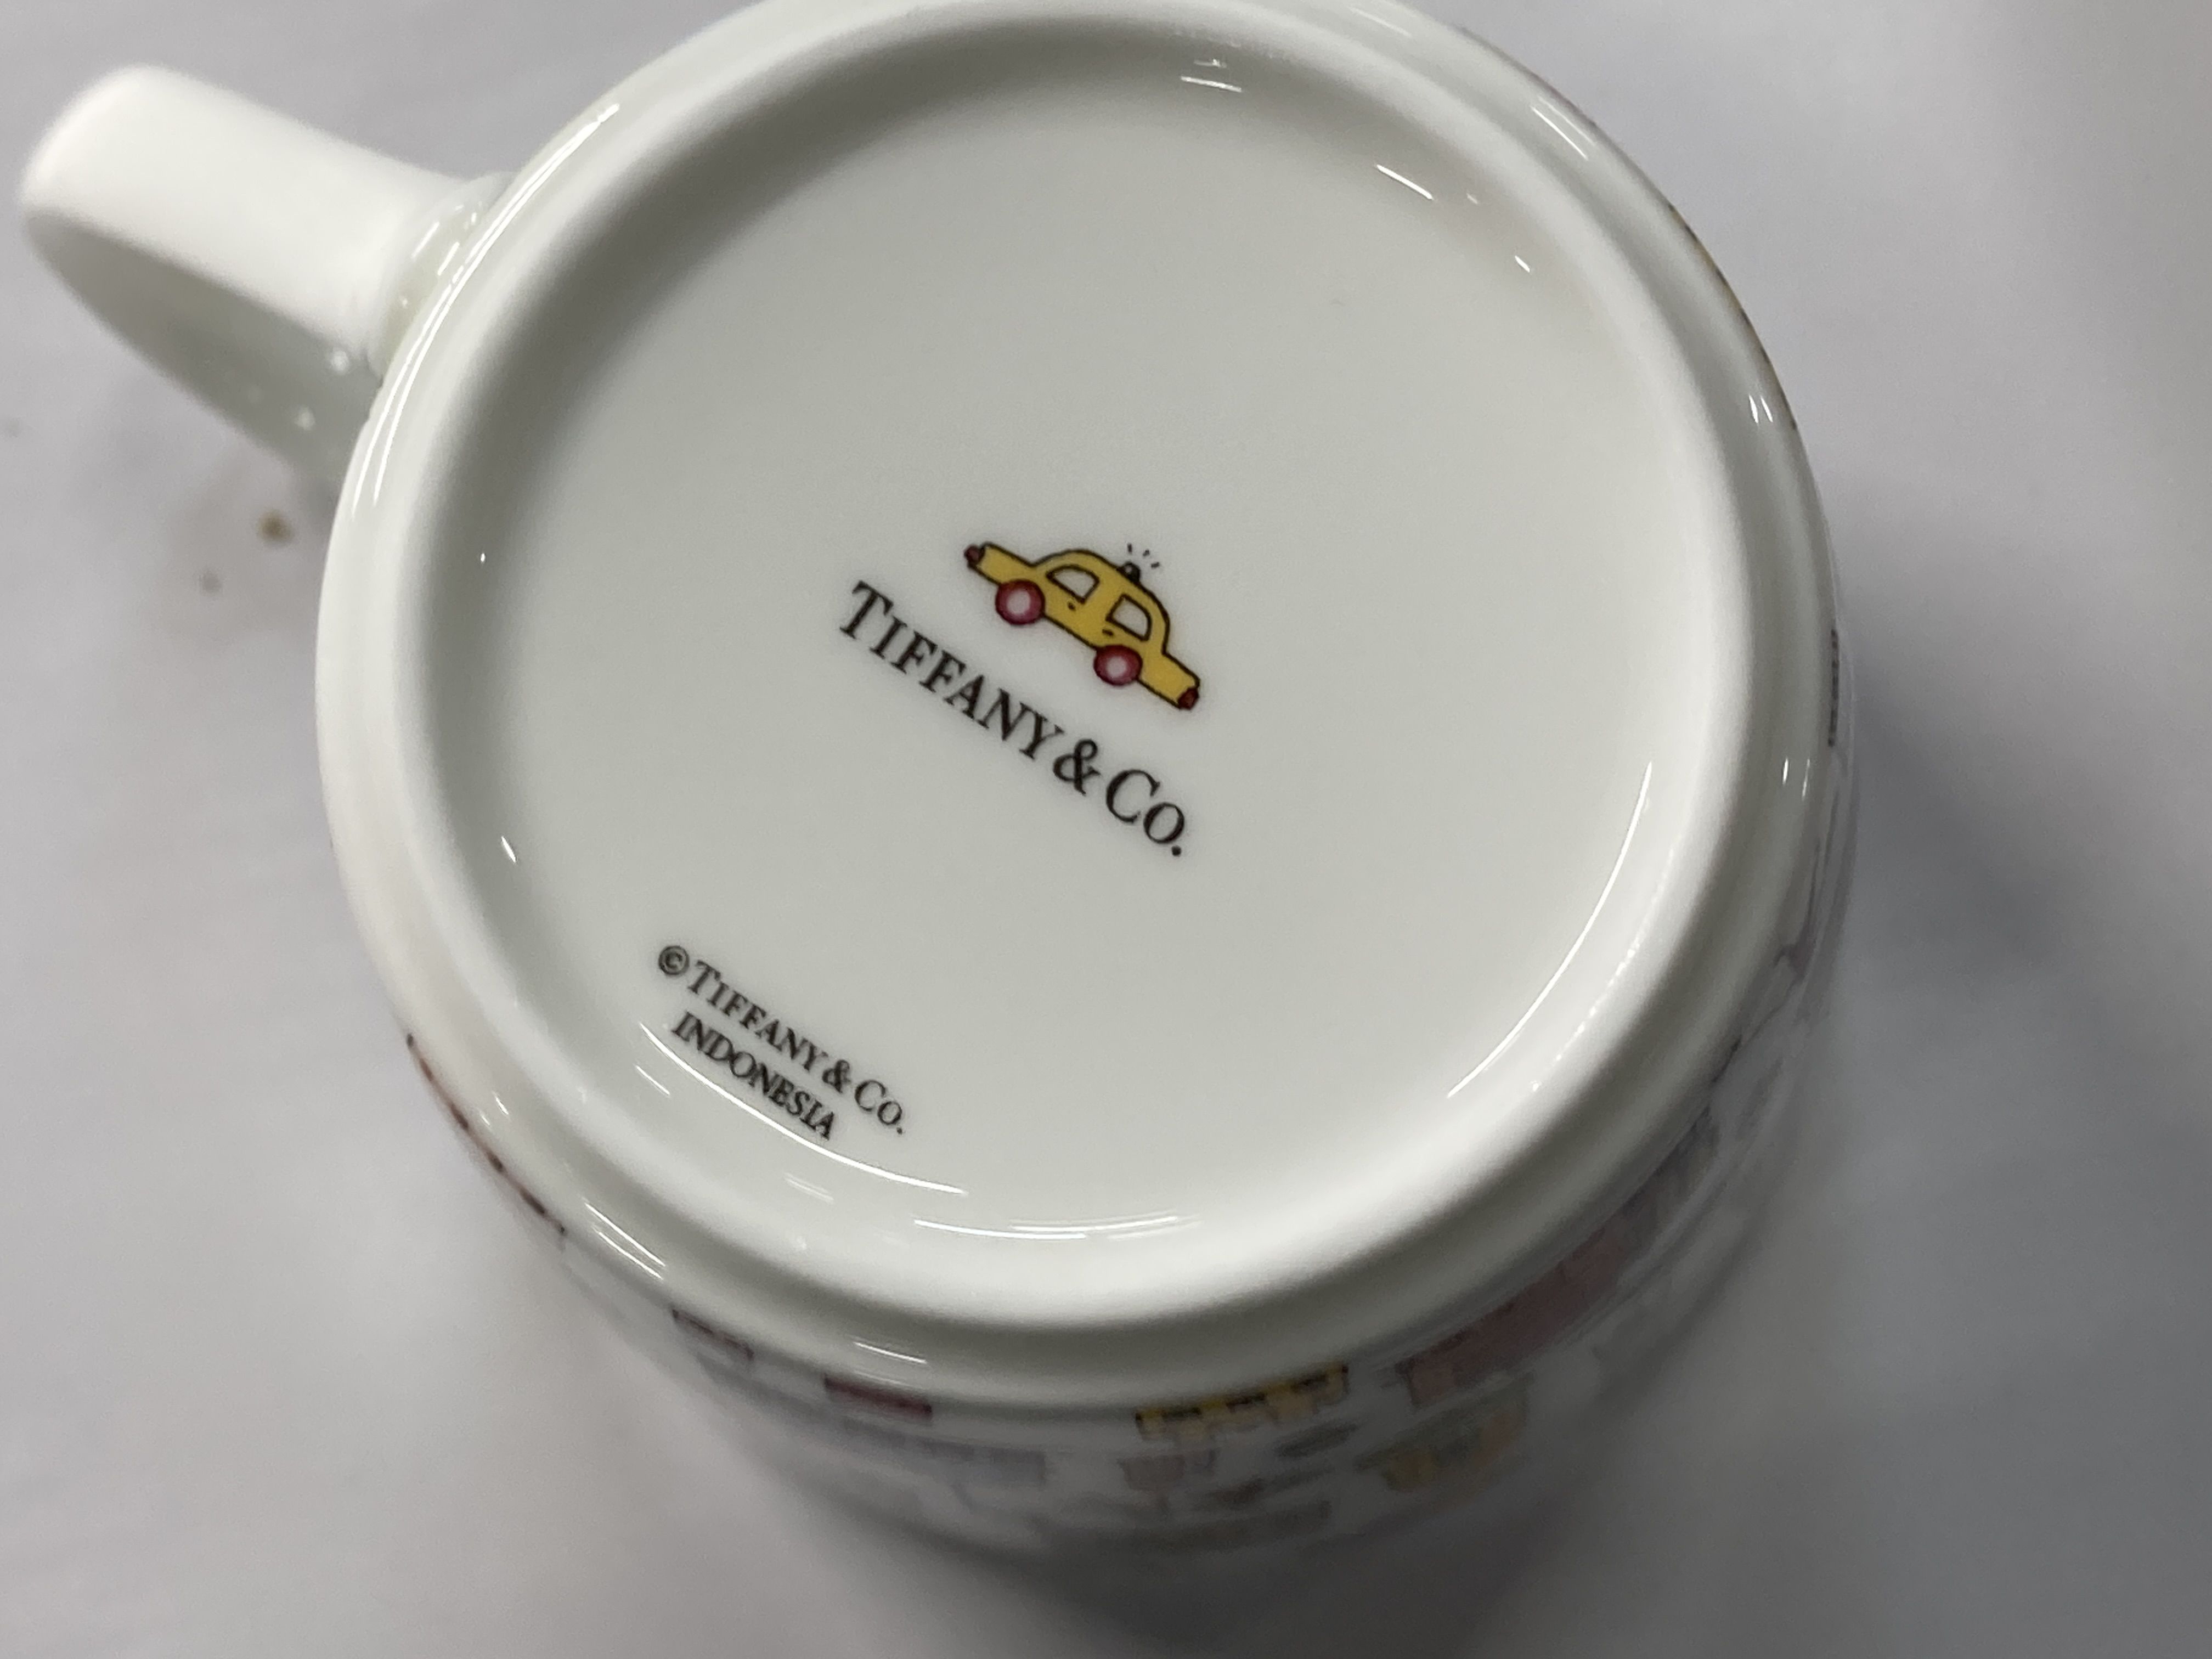 TIFFANY & CO.
© TIFFANY & CO.
INDONESIA